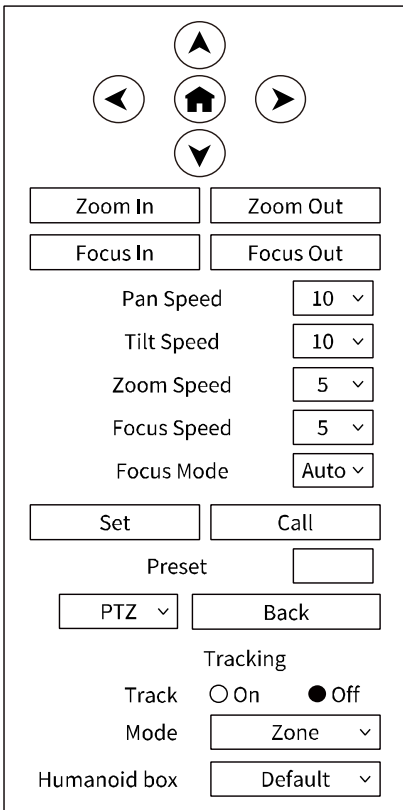 Zoom In Zoom Out
Focus In Focus Out
Pan Speed 10
Tilt Speed 10
Zoom Speed 5
Focus Speed 5
Focus Mode Auto
Set Call
Preset
PTZ Back
Tracking
Track On Off
Mode Zone
Humanoid box Default